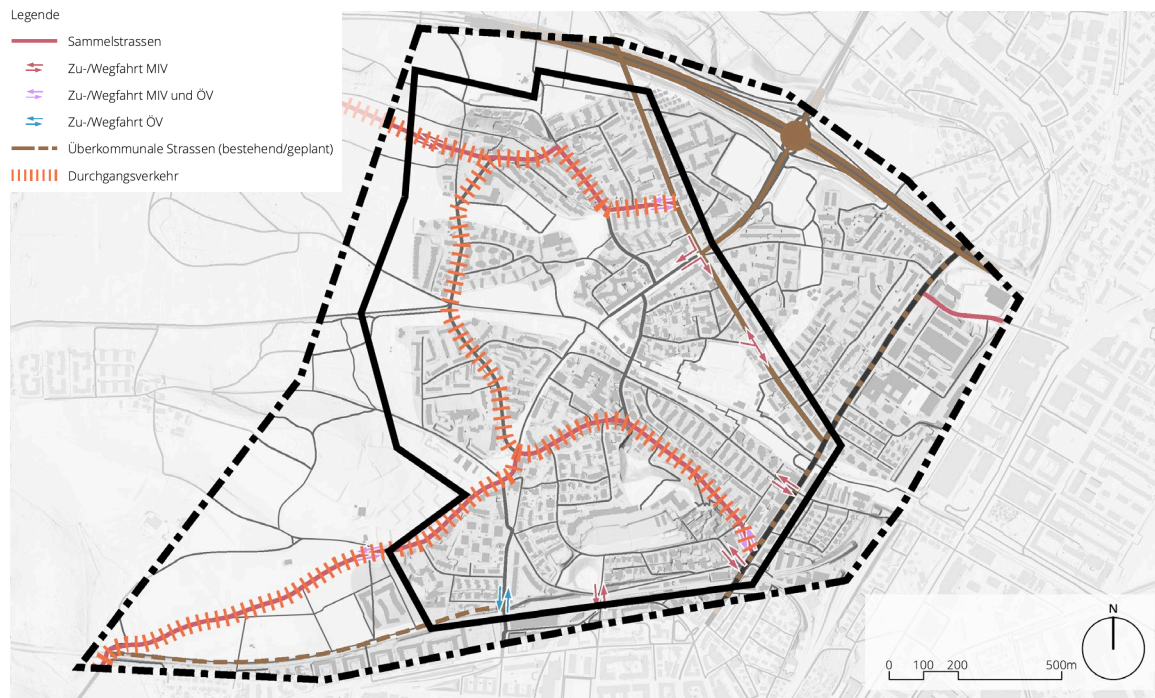 Legende
Sammelstrassen
Zu-/Wegfahrt MIV
Zu-/Wegfahrt MIV und ÖV
Zu-/Wegfahrt ÖV
Überkommunale Strassen (bestehend/geplant)
Durchgangsverkehr
N
0 100 200 500m